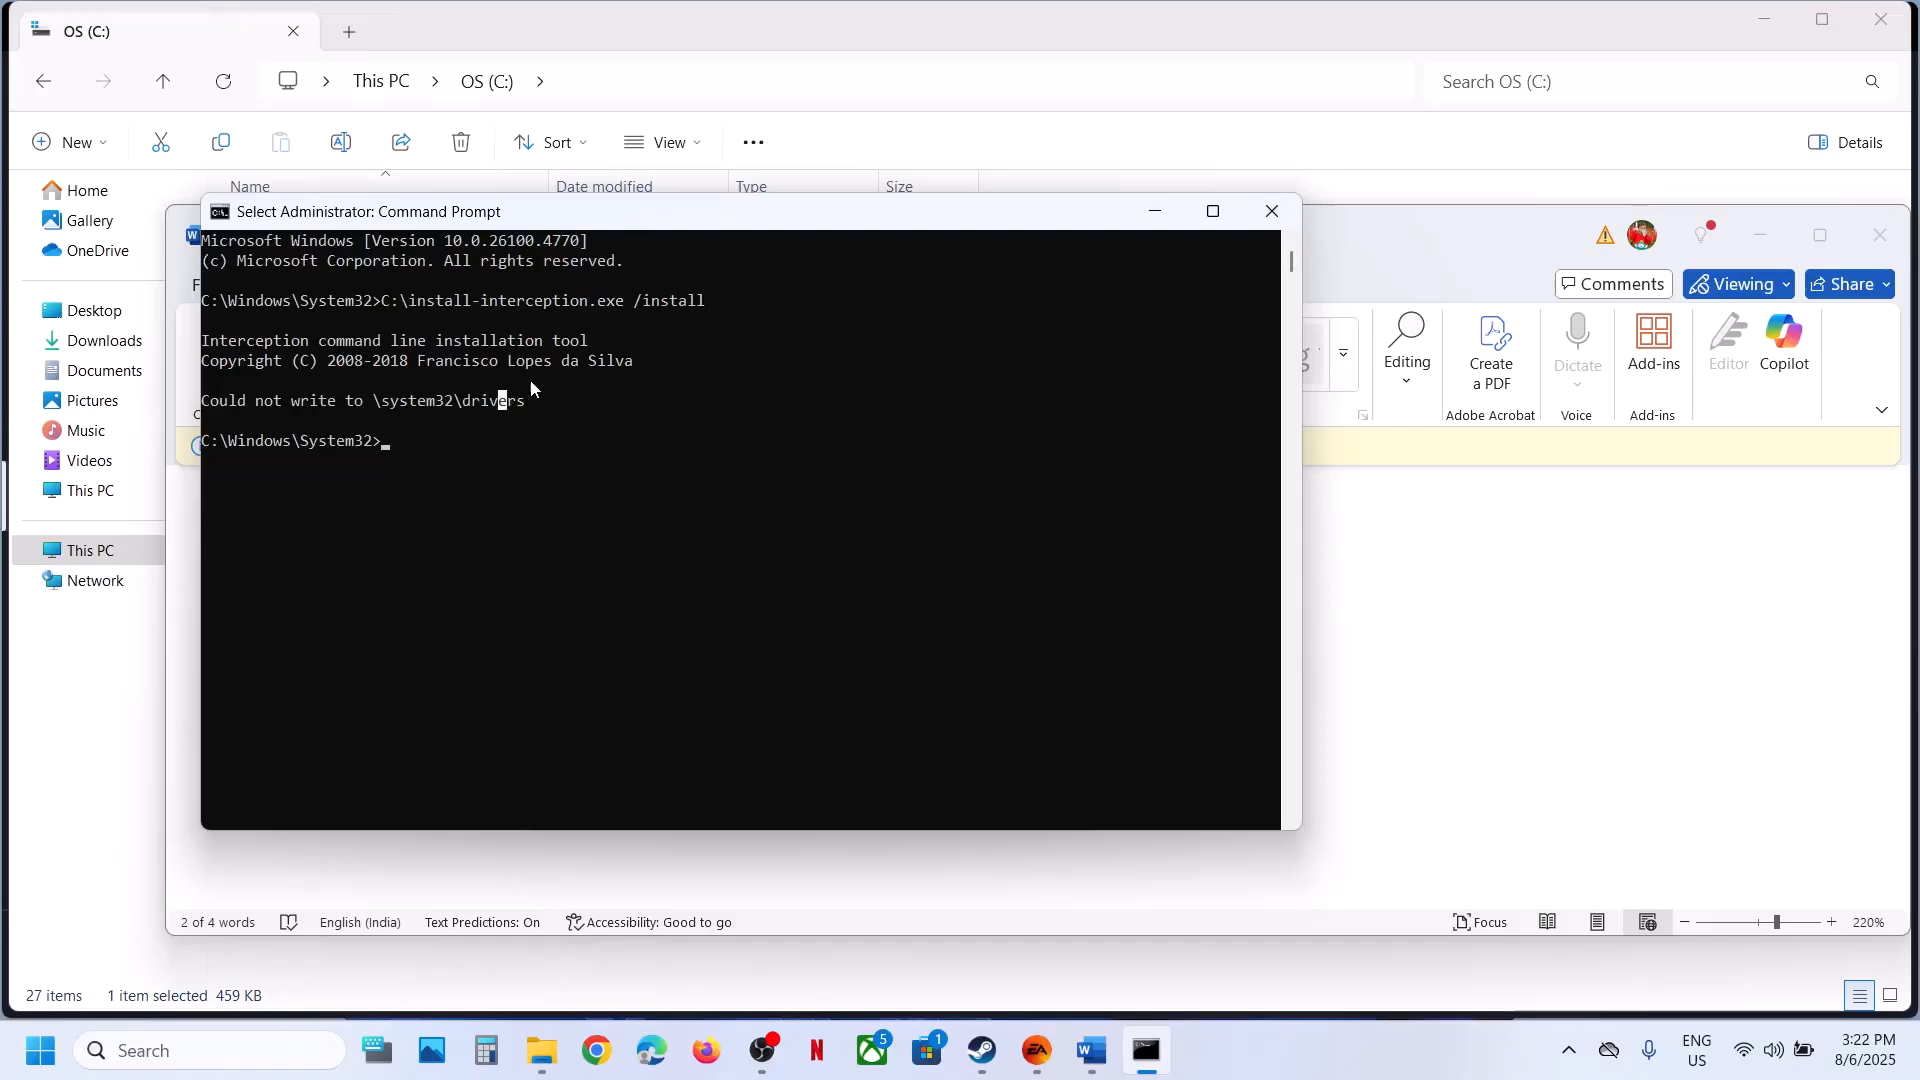 OS (C:)
This PC
OS (C:)
Search OS (C:)
New
Sort
View
Details
Home
Gallery
OneDrive
Desktop
Downloads
Documents
Pictures
Music
Videos
This PC
This PC
Network
Name
Date modified
Type
Size
Select Administrator: Command Prompt
Microsoft Windows [Version 10.0.26100.4770]
(c) Microsoft Corporation. All rights reserved.
C:\Windows\System32>C:\install-interception.exe /install
Interception command line installation tool
Copyright (C) 2008-2018 Francisco Lopes da Silva
Could not write to \system32\drivers
C:\Windows\System32>
Comments
Viewing
Share
Editing
Create
a PDF
Dictate
Add-ins
Editor
Copilot
Adobe Acrobat
Voice
Add-ins
2 of 4 words
English (India)
Text Predictions: On
Accessibility: Good to go
Focus
220%
27 items
1 item selected 459 KB
Search
5
1
ENG
US
3:22 PM
8/6/2025